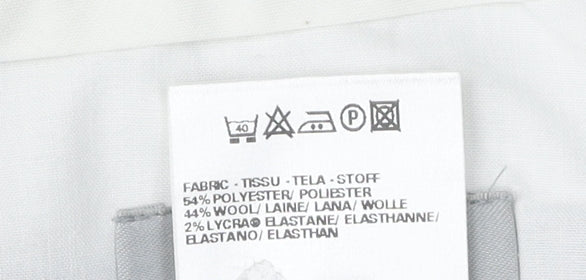 40 P
FABRIC - TISSU - TELA - STOFF
54% POLYESTER/ POLIESTER
44% WOOL/ LAINE/ LANA/ WOLLE
2% LYCRA® ELASTANE/ ELASTHANNE/
ELASTANO/ ELASTHAN